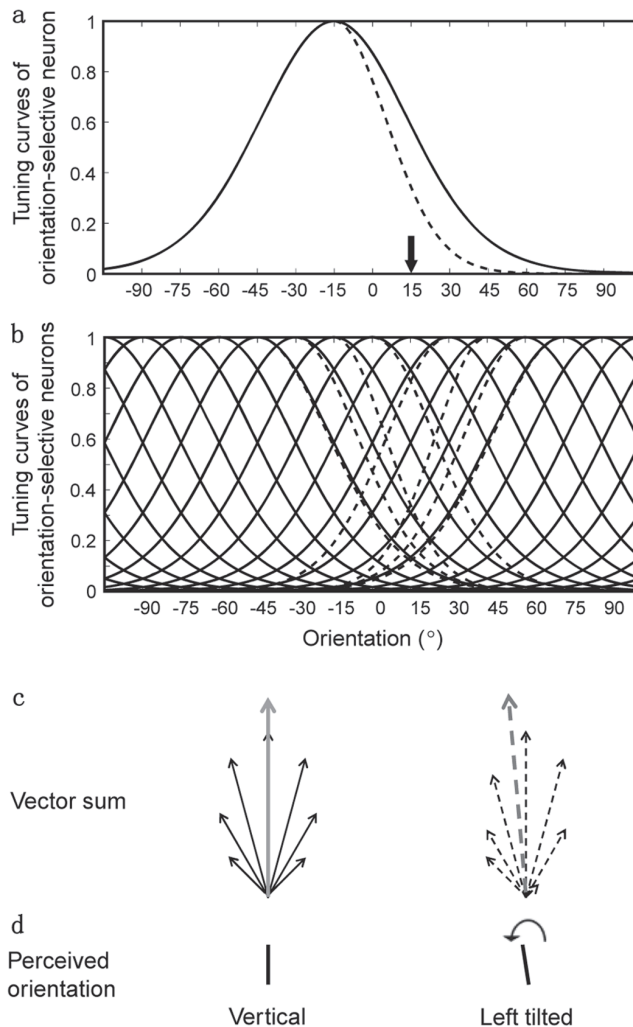 a
Tuning curves of
orientation-selective neuron
1
0.8
0.6
0.4
0.2
0
-90 -75 -60 -45 -30 -15 0 15 30 45 60 75 90
b
Tuning curves of
orientation-selective neurons
1
0.8
0.6
0.4
0.2
0
-90 -75 -60 -45 -30 -15 0 15 30 45 60 75 90
Orientation (°)
c
Vector sum
d
Perceived
orientation
Vertical Left tilted